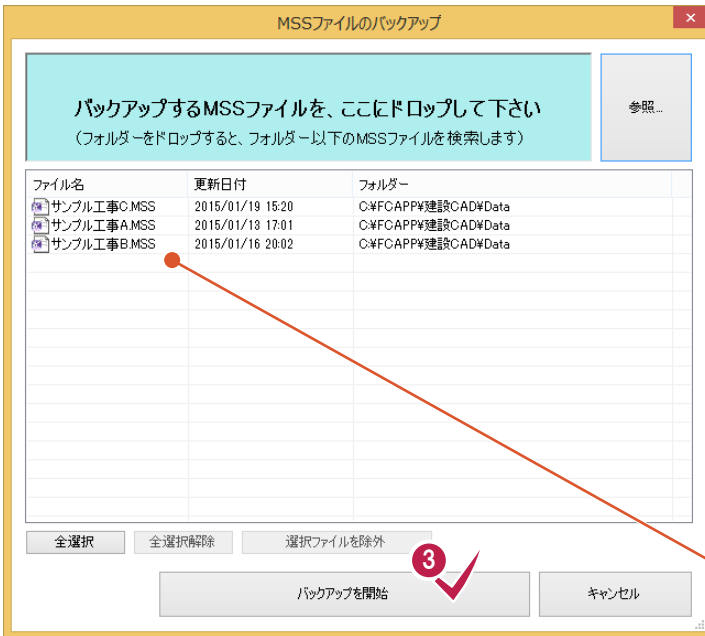 MSSファイルのバックアップ
バックアップするMSSファイルを、ここにドロップして下さい
(フォルダーをドロップすると、フォルダー以下のMSSファイルを検索します)
参照...
ファイル名 更新日付 フォルダー
サンプル工事C.MSS 2015/01/19 15:20 C:¥FCAPP¥建設CAD¥Data
サンプル工事A.MSS 2015/01/13 17:01 C:¥FCAPP¥建設CAD¥Data
サンプル工事B.MSS 2015/01/16 20:02 C:¥FCAPP¥建設CAD¥Data
全選択 全選択解除 選択ファイルを除外
3
バックアップを開始 キャンセル